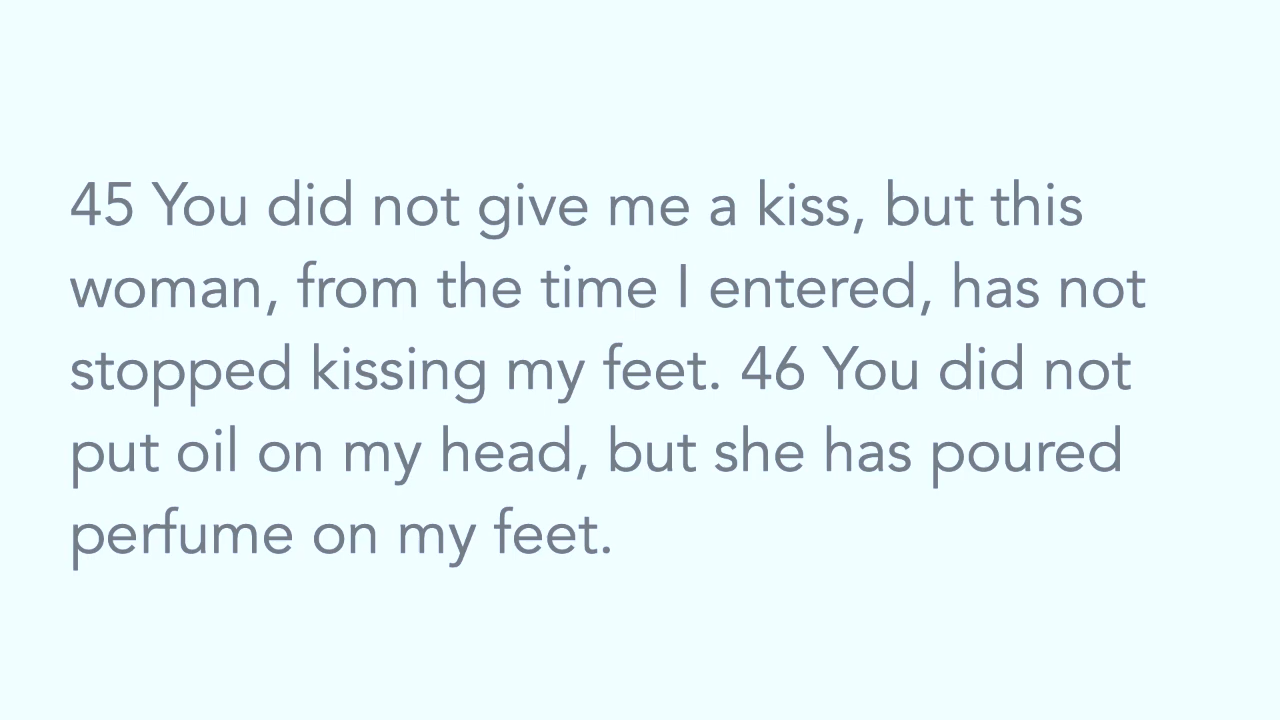 45 You did not give me a kiss, but this
woman, from the time I entered, has not
stopped kissing my feet. 46 You did not
put oil on my head, but she has poured
perfume on my feet.